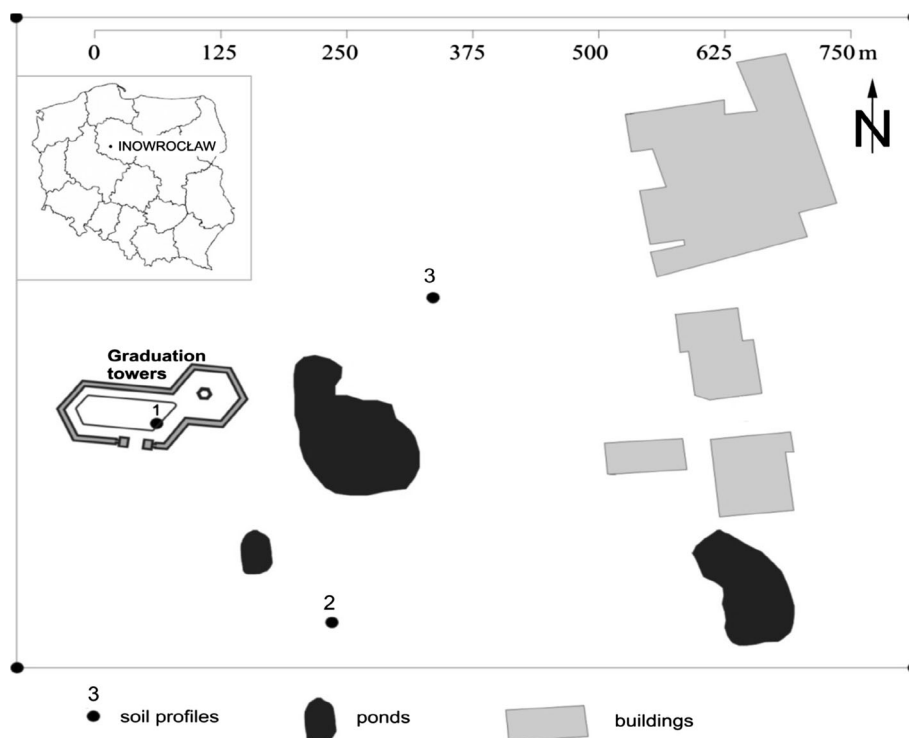 0 125 250 375 500 625 750 m
N
INOWROCŁAW
3
Graduation
towers
1
2
3
soil profiles
ponds
buildings